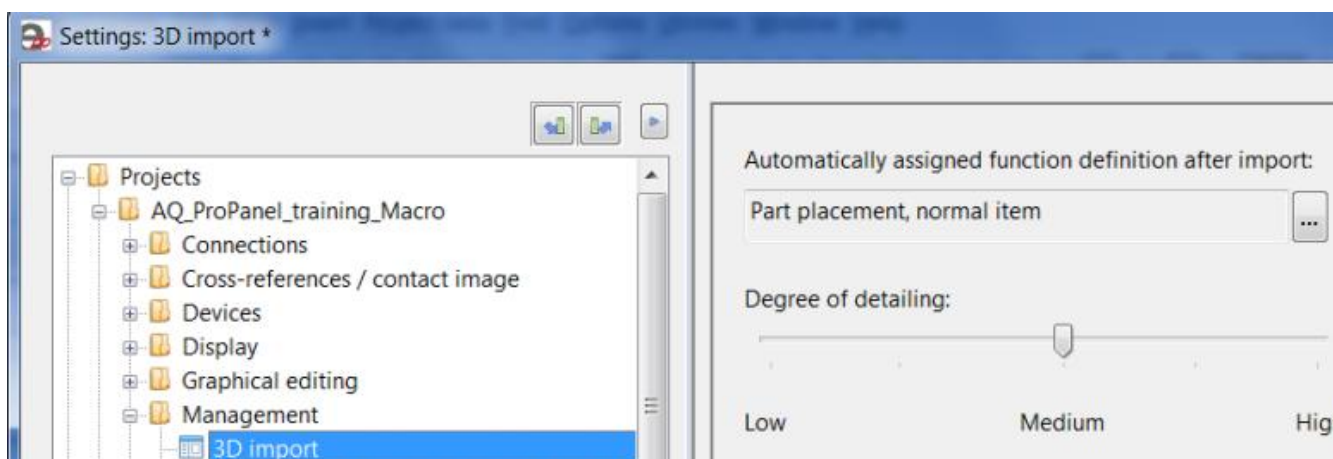 Settings: 3D import *
Projects
AQ_ProPanel_training_Macro
Connections
Cross-references / contact image
Devices
Display
Graphical editing
Management
3D import
Automatically assigned function definition after import:
Part placement, normal item
...
Degree of detailing:
Low Medium Hig